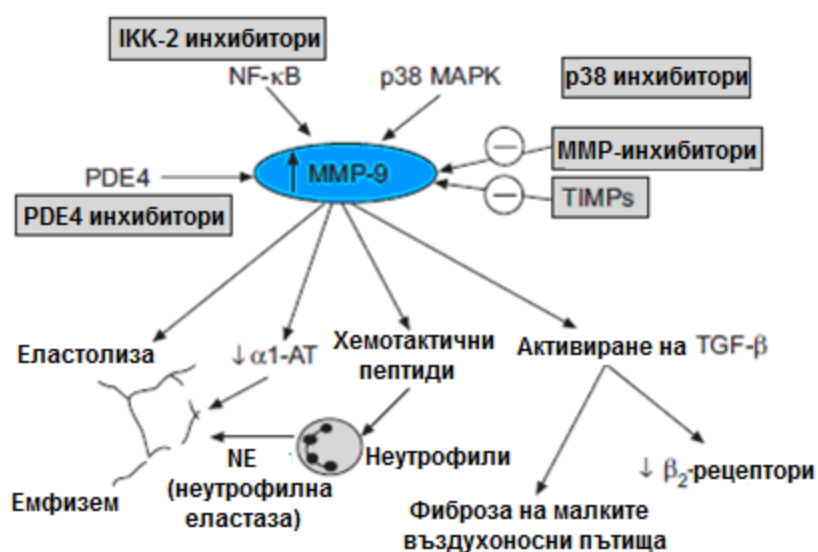 IKK-2 инхибитори
NF-κB
p38 MAPK
p38 инхибитори
MMP-9
MMP-инхибитори
PDE4
TIMPs
PDE4 инхибитори
Еластолиза
↓ α1-AT
Хемотактични
пептиди
Активиране на TGF-β
NE
(неутрофилна
еластаза)
Неутрофили
↓ β₂-рецептори
Емфизем
Фиброза на малките
въздухоносни пътища